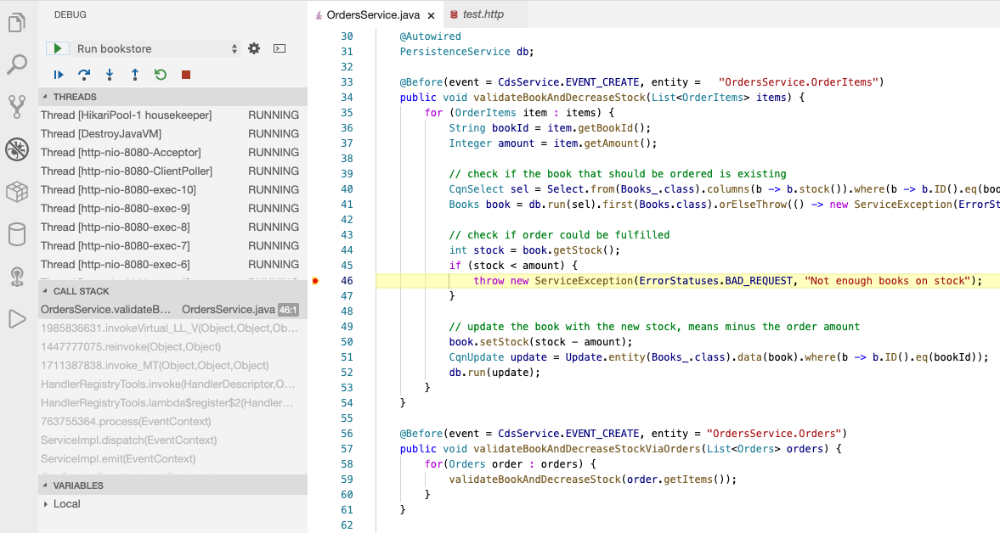 DEBUG
Run bookstore
THREADS
Thread [HikariPool-1 housekeeper] RUNNING
Thread [DestroyJavaVM] RUNNING
Thread [http-nio-8080-Acceptor] RUNNING
Thread [http-nio-8080-ClientPoller] RUNNING
Thread [http-nio-8080-exec-10] RUNNING
Thread [http-nio-8080-exec-9] RUNNING
Thread [http-nio-8080-exec-8] RUNNING
Thread [http-nio-8080-exec-7] RUNNING
Thread [http-nio-8080-exec-6] RUNNING
CALL STACK
OrdersService.validateB... OrdersService.java 46:1
1985836631.invokeVirtual_LL_V(Object,Object,Ob...
1447777075.reinvoke(Object,Object)
1711387838.invoke_MT(Object,Object,Object)
HandlerRegistryTools.invoke(HandlerDescriptor,O...
HandlerRegistryTools.lambda$register$2(Handler...
763755364.process(EventContext)
ServiceImpl.dispatch(EventContext)
ServiceImpl.emit(EventContext)
VARIABLES
Local
OrdersService.java × test.http
30 @Autowired
31 PersistenceService db;
32
33 @Before(event = CdsService.EVENT_CREATE, entity = "OrdersService.OrderItems")
34 public void validateBookAndDecreaseStock(List<OrderItems> items) {
35 for (OrderItems item : items) {
36 String bookId = item.getBookId();
37 Integer amount = item.getAmount();
38
39 // check if the book that should be ordered is existing
40 CqnSelect sel = Select.from(Books_.class).columns(b -> b.stock()).where(b -> b.ID().eq(boo
41 Books book = db.run(sel).first(Books.class).orElseThrow(() -> new ServiceException(ErrorSt
42
43 // check if order could be fulfilled
44 int stock = book.getStock();
45 if (stock < amount) {
46 throw new ServiceException(ErrorStatuses.BAD_REQUEST, "Not enough books on stock");
47 }
48
49 // update the book with the new stock, means minus the order amount
50 book.setStock(stock - amount);
51 CqnUpdate update = Update.entity(Books_.class).data(book).where(b -> b.ID().eq(bookId));
52 db.run(update);
53 }
54 }
55
56 @Before(event = CdsService.EVENT_CREATE, entity = "OrdersService.Orders")
57 public void validateBookAndDecreaseStockViaOrders(List<Orders> orders) {
58 for(Orders order : orders) {
59 validateBookAndDecreaseStock(order.getItems());
60 }
61 }
62